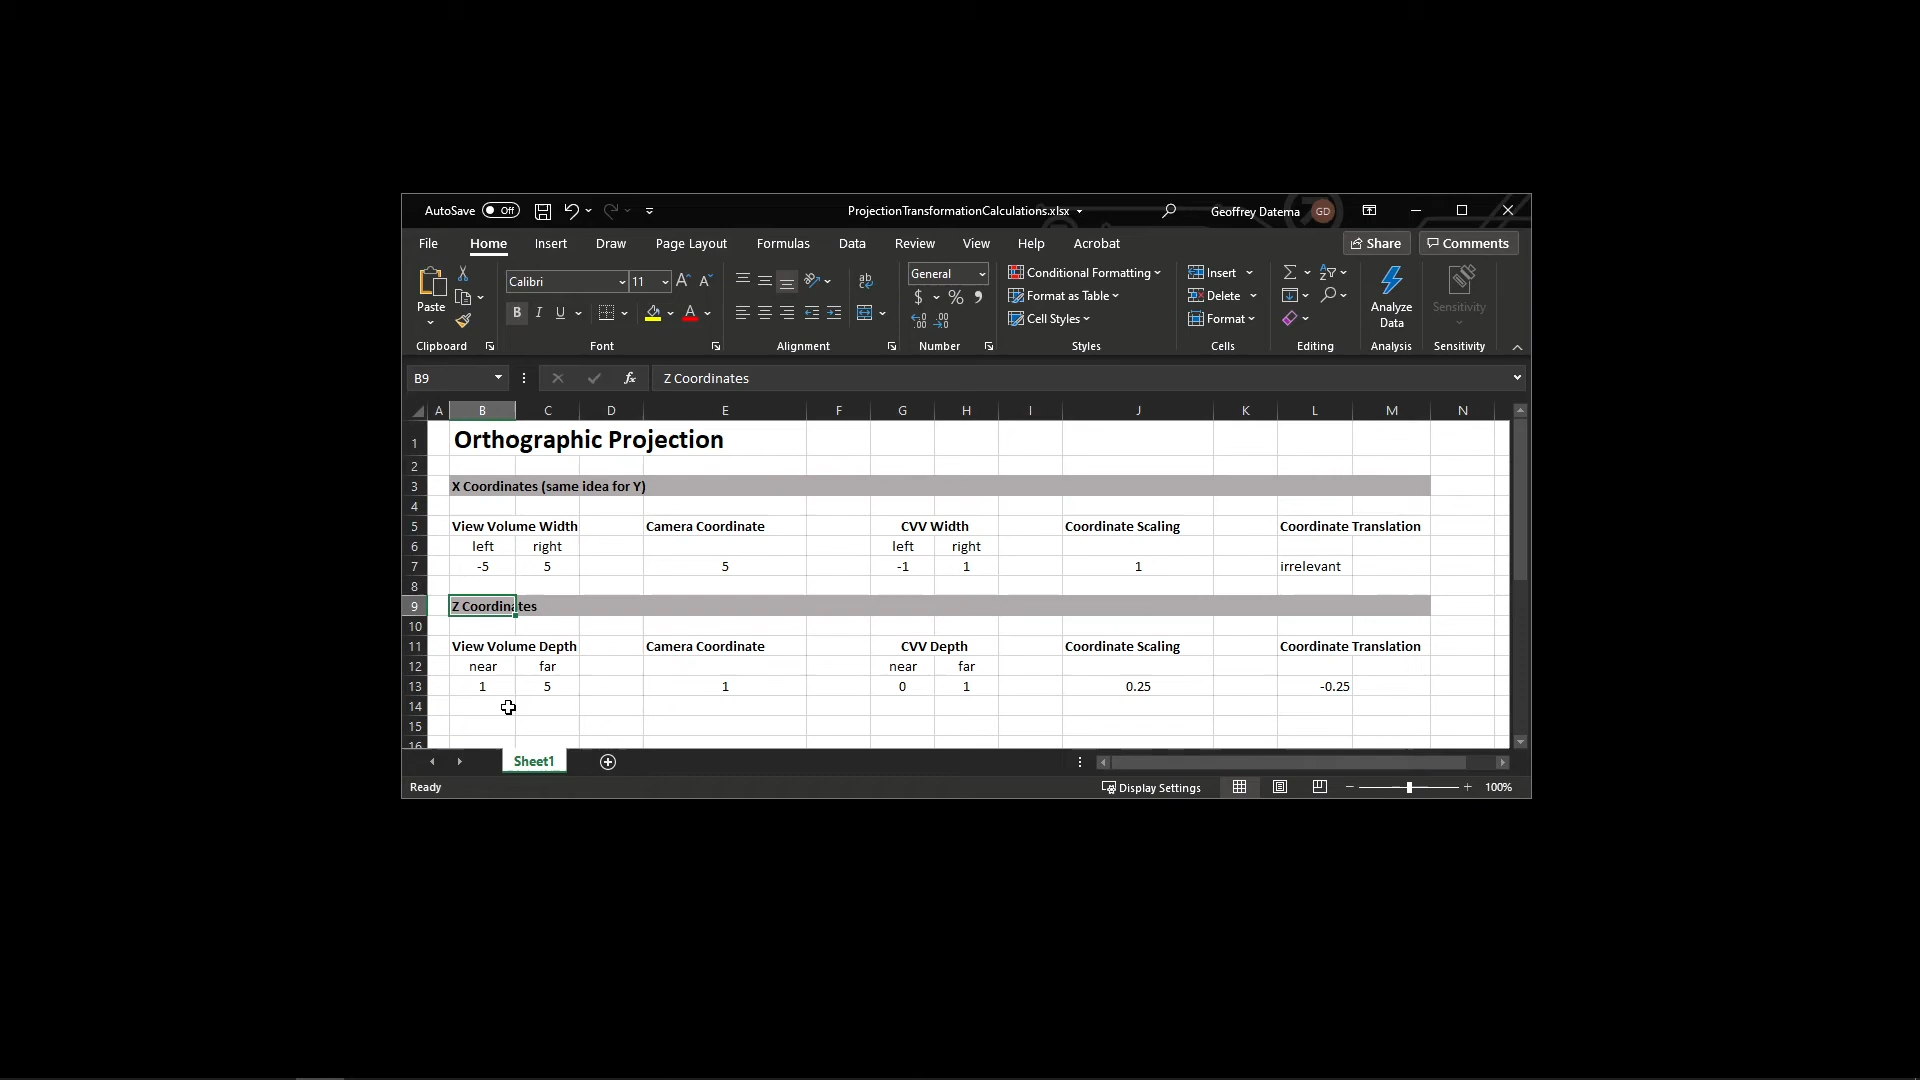 AutoSave Off ProjectionTransformationCalculations.xlsx Geoffrey Datema GD
File Home Insert Draw Page Layout Formulas Data Review View Help Acrobat Share Comments
Paste
Clipboard
Calibri 11
B I U
Font
ab
Alignment
General
$ % 9
Number
Conditional Formatting
Format as Table
Cell Styles
Styles
Insert
Delete
Format
Cells
Editing
Analyze
Data
Analysis
Sensitivity
Sensitivity
B9 fx Z Coordinates
A B C D E F G H I J K L M N
1 Orthographic Projection
2
3 X Coordinates (same idea for Y)
4
5 View Volume Width Camera Coordinate CVV Width Coordinate Scaling Coordinate Translation
6 left right left right
7 -5 5 5 -1 1 1 irrelevant
8
9 Z Coordinates
10
11 View Volume Depth Camera Coordinate CVV Depth Coordinate Scaling Coordinate Translation
12 near far near far
13 1 5 1 0 1 0.25 -0.25
14
15
16
Sheet1
Ready Display Settings 100%